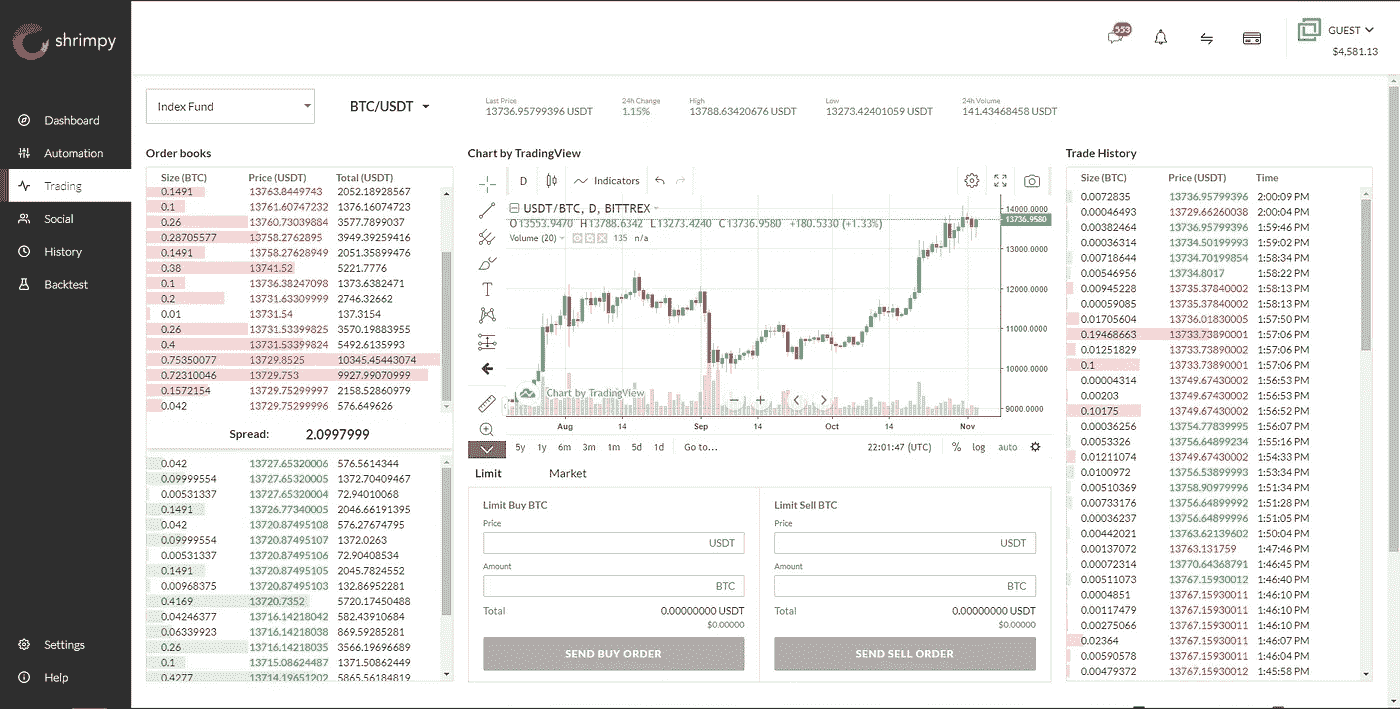 shrimpy
Dashboard
Automation
Trading
Social
History
Backtest
Settings
Help
553
GUEST
$4,581.13
Index Fund
BTC/USDT
Last Price
13736.95799396 USDT
24h Change
1.15%
High
13788.63420676 USDT
Low
13273.42401059 USDT
24h Volume
141.43468458 USDT
Order books
Size (BTC) Price (USDT) Total (USDT)
0.1491 13763.8449743 2052.18928567
0.1 13761.60747232 1376.16074723
0.26 13760.73039884 3577.7899037
0.28705577 13758.2762895 3949.39259416
0.1491 13758.27628949 2051.35899476
0.38 13741.52 5221.7776
0.1 13736.38247098 1373.6382471
0.2 13731.63309999 2746.32662
0.01 13731.54 137.3154
0.26 13731.53399825 3570.19883955
0.4 13731.53399824 5492.6135993
0.75350077 13729.8525 10345.45443074
0.72310046 13729.753 9927.99070999
0.1572154 13729.75299997 2158.52860979
0.042 13729.75299996 576.649626
Spread: 2.0997999
0.042 13727.65320006 576.5614344
0.09999554 13727.65320005 1372.70409467
0.00531337 13727.65320004 72.94010068
0.1491 13726.77340005 2046.66191395
0.042 13720.87495108 576.27674795
0.09999554 13720.87495107 1372.0263
0.00531337 13720.87495106 72.90408534
0.1491 13720.87495105 2045.7824552
0.00968375 13720.87495103 132.86952281
0.4169 13720.7352 5720.17450488
0.04246377 13716.14218042 582.43910684
0.06339923 13716.14218038 869.59285281
0.26 13716.14218035 3566.19696689
0.1 13715.08624487 1371.50862449
0.4277 13714.19651202 5865.56184819
Chart by TradingView
D Indicators
USDT/BTC, D, BITTREX
O13553.9470 H13788.6342 L13273.4240 C13736.9580 +180.5330 (+1.33%)
Volume (20) 135 n/a
14000.0000
13736.9580
13000.0000
12000.0000
11000.0000
10000.0000
9000.0000
Chart by TradingView
Aug 14 Sep 14 Oct 14 Nov
5y 1y 6m 3m 1m 5d 1d Go to... 22:01:47 (UTC) % log auto
Limit Market
Limit Buy BTC
Price
USDT
Amount
BTC
Total 0.00000000 USDT
$0.00000
SEND BUY ORDER
Limit Sell BTC
Price
USDT
Amount
BTC
Total 0.00000000 USDT
$0.00000
SEND SELL ORDER
Trade History
Size (BTC) Price (USDT) Time
0.0072835 13736.95799396 2:00:09 PM
0.00046493 13729.66260038 2:00:04 PM
0.00382464 13736.95799396 1:59:46 PM
0.00036314 13734.50199993 1:59:02 PM
0.00718644 13734.70199854 1:58:34 PM
0.00546956 13734.8017 1:58:22 PM
0.00945228 13735.37840002 1:58:13 PM
0.00059085 13735.37840002 1:58:13 PM
0.01705604 13736.01830005 1:57:50 PM
0.19468663 13733.73890001 1:57:06 PM
0.01251829 13733.73890002 1:57:06 PM
0.1 13733.73890002 1:57:06 PM
0.00004314 13749.67430002 1:56:53 PM
0.00203 13749.67430002 1:56:53 PM
0.10175 13749.67430002 1:56:52 PM
0.00036256 13754.77839995 1:56:07 PM
0.0053326 13756.64899234 1:55:16 PM
0.01211074 13749.67430002 1:54:33 PM
0.0100972 13756.53899993 1:53:34 PM
0.00510369 13758.90979996 1:51:34 PM
0.00733176 13756.64899992 1:51:28 PM
0.00036237 13756.64899996 1:51:05 PM
0.00442021 13763.62139602 1:50:04 PM
0.00137072 13763.131759 1:47:46 PM
0.00072314 13770.64368791 1:46:45 PM
0.00511073 13767.15930012 1:46:40 PM
0.0004851 13767.15930011 1:46:10 PM
0.00117479 13767.15930011 1:46:10 PM
0.00275066 13767.15930011 1:46:10 PM
0.02364 13767.15930011 1:46:07 PM
0.00590578 13767.15930011 1:46:04 PM
0.00479372 13767.15930011 1:45:58 PM